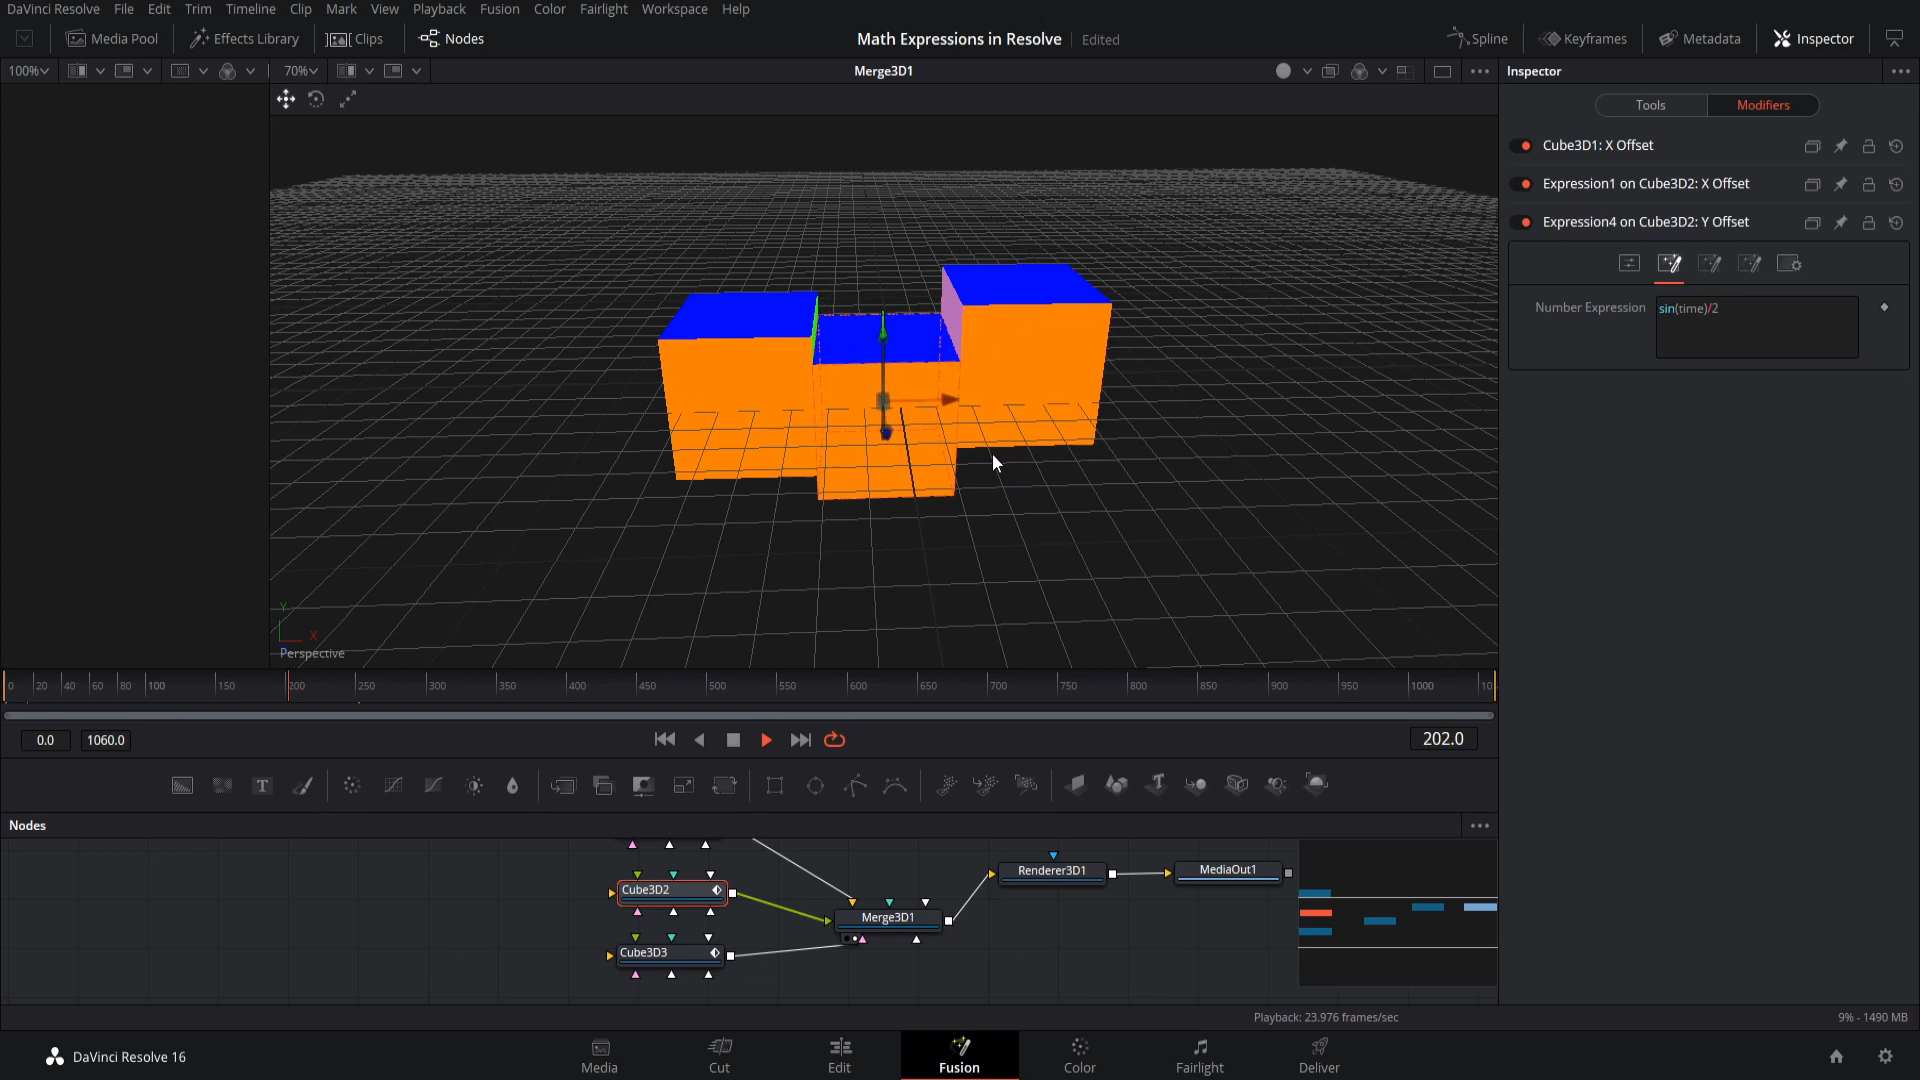 DaVinci Resolve File Edit Trim Timeline Clip Mark View Playback Fusion Color Fairlight Workspace Help
Media Pool Effects Library Clips Nodes Math Expressions in Resolve Edited Spline Keyframes Metadata Inspector
100% 70% Merge3D1 Inspector
Tools Modifiers
Cube3D1: X Offset
Expression1 on Cube3D2: X Offset
Expression4 on Cube3D2: Y Offset
Number Expression sin(time)/2
Y
X
Perspective
0 20 40 60 80 100 150 200 250 300 350 400 450 500 550 600 650 700 750 800 850 900 950 1000 10
0.0 1060.0 202.0
T
T
Nodes
Cube3D2 Merge3D1 Renderer3D1 MediaOut1
Cube3D3
Playback: 23.976 frames/sec 9% - 1490 MB
DaVinci Resolve 16 Media Cut Edit Fusion Color Fairlight Deliver